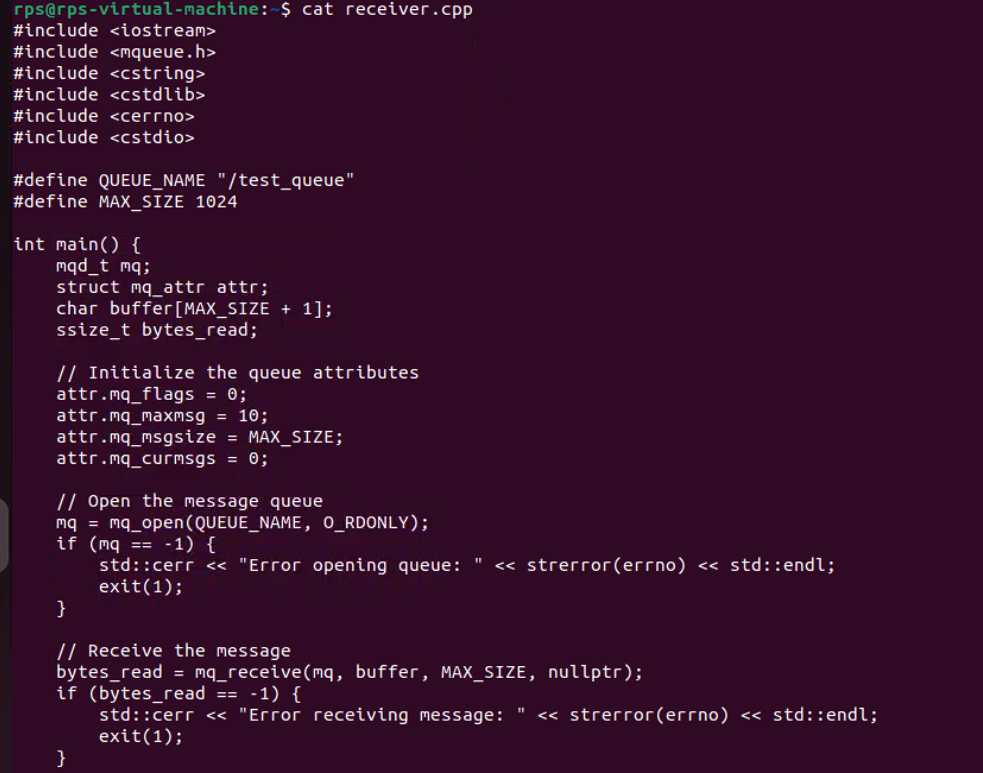 rps@rps-virtual-machine:~$ cat receiver.cpp
#include <iostream>
#include <mqueue.h>
#include <cstring>
#include <cstdlib>
#include <cerrno>
#include <cstdio>

#define QUEUE_NAME "/test_queue"
#define MAX_SIZE 1024

int main() {
    mqd_t mq;
    struct mq_attr attr;
    char buffer[MAX_SIZE + 1];
    ssize_t bytes_read;

    // Initialize the queue attributes
    attr.mq_flags = 0;
    attr.mq_maxmsg = 10;
    attr.mq_msgsize = MAX_SIZE;
    attr.mq_curmsgs = 0;

    // Open the message queue
    mq = mq_open(QUEUE_NAME, O_RDONLY);
    if (mq == -1) {
        std::cerr << "Error opening queue: " << strerror(errno) << std::endl;
        exit(1);
    }

    // Receive the message
    bytes_read = mq_receive(mq, buffer, MAX_SIZE, nullptr);
    if (bytes_read == -1) {
        std::cerr << "Error receiving message: " << strerror(errno) << std::endl;
        exit(1);
    }